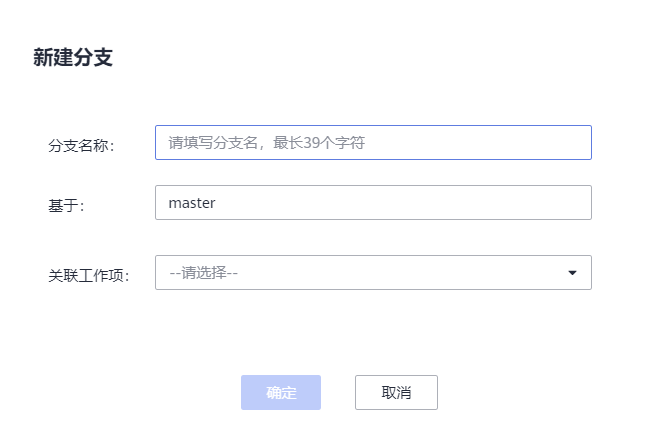 新建分支
分支名称：
请填写分支名，最长39个字符
基于：
master
关联工作项：
--请选择--
确定
取消